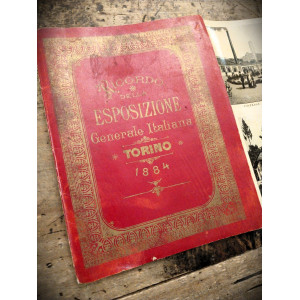 RICORDO
DELLA
ESPOSIZIONE
Generale Italiana
TORINO
1884